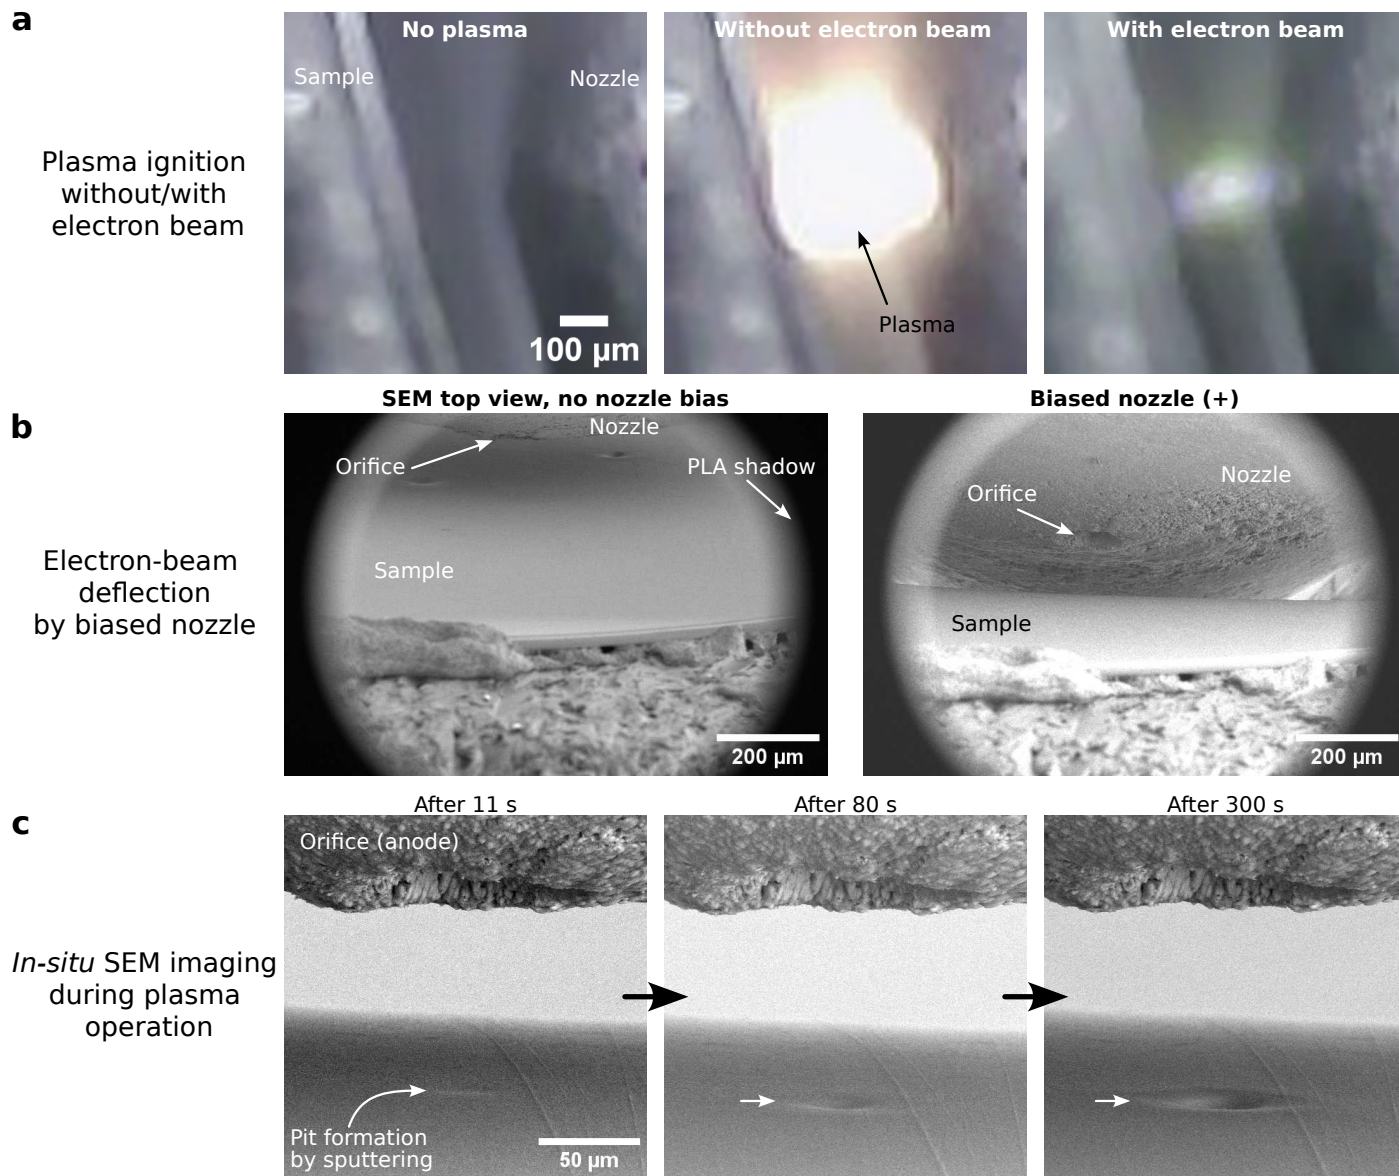 a
No plasma
Without electron beam
With electron beam
Sample
Nozzle
Plasma ignition
without/with
electron beam
Plasma
100 µm
b
SEM top view, no nozzle bias
Biased nozzle (+)
Nozzle
Orifice
PLA shadow
Sample
200 µm
Nozzle
Orifice
Sample
200 µm
Electron-beam
deflection
by biased nozzle
c
After 11 s
After 80 s
After 300 s
Orifice (anode)
In-situ SEM imaging
during plasma
operation
Pit formation
by sputtering
50 µm